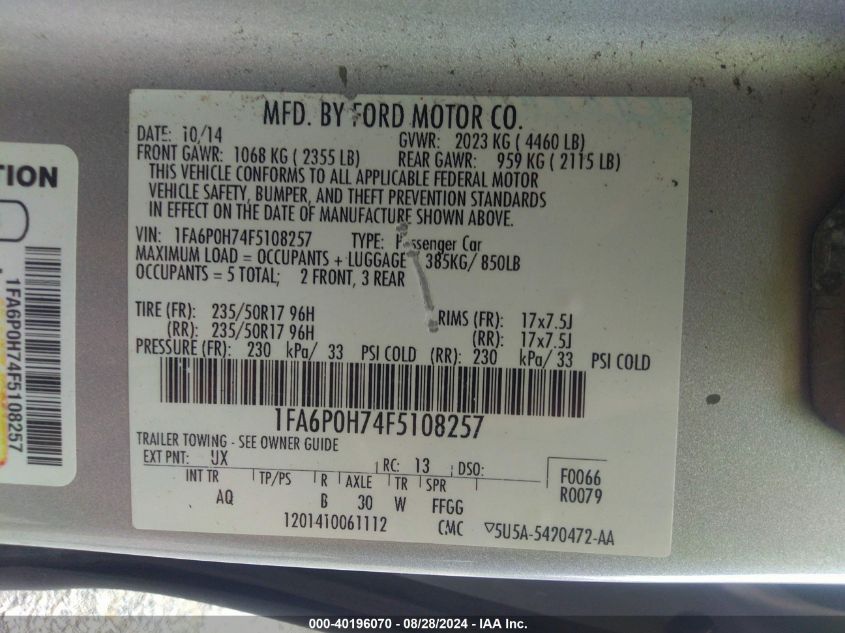 TION
1FA6P0H74F5108257
MFD. BY FORD MOTOR CO.
DATE: 10/14 GVWR: 2023 KG ( 4460 LB)
FRONT GAWR: 1068 KG ( 2355 LB) REAR GAWR: 959 KG ( 2115 LB)
THIS VEHICLE CONFORMS TO ALL APPLICABLE FEDERAL MOTOR
VEHICLE SAFETY, BUMPER, AND THEFT PREVENTION STANDARDS
IN EFFECT ON THE DATE OF MANUFACTURE SHOWN ABOVE.
VIN: 1FA6P0H74F5108257 TYPE: Passenger Car
MAXIMUM LOAD = OCCUPANTS + LUGGAGE 385KG/ 850LB
OCCUPANTS = 5 TOTAL; 2 FRONT, 3 REAR
TIRE (FR): 235/50R17 96H RIMS (FR): 17x7.5J
(RR): 235/50R17 96H (RR): 17x7.5J
PRESSURE (FR): 230 kPa/ 33 PSI COLD (RR): 230 kPa/ 33 PSI COLD
1FA6P0H74F5108257
TRAILER TOWING - SEE OWNER GUIDE
EXT PNT: UX RC: 13 DSO: F0066
INT TR TP/PS R AXLE TR SPR R0079
AQ B 30 W FFGG
1201410061112 CMC ▽5U5A-5420472-AA
000-40196070 - 08/28/2024 - IAA Inc.